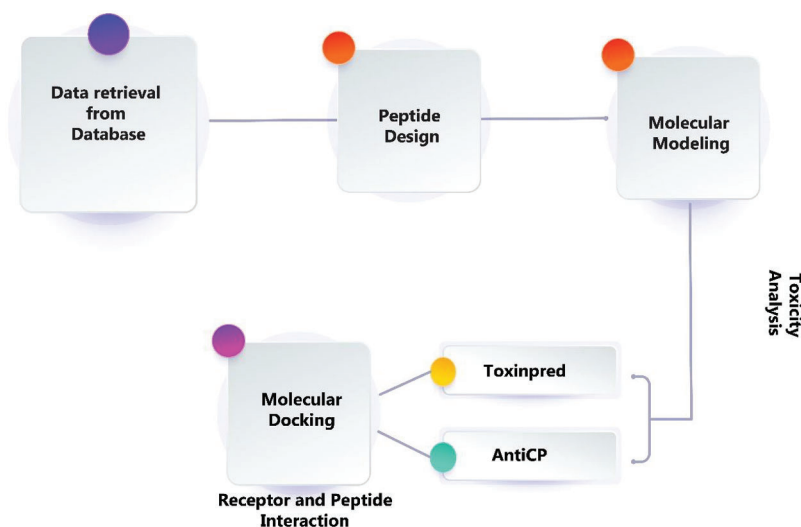 Data retrieval
from
Database
Peptide
Design
Molecular
Modeling
Toxicity
Analysis
Toxinpred
AntiCP
Molecular
Docking
Receptor and Peptide
Interaction